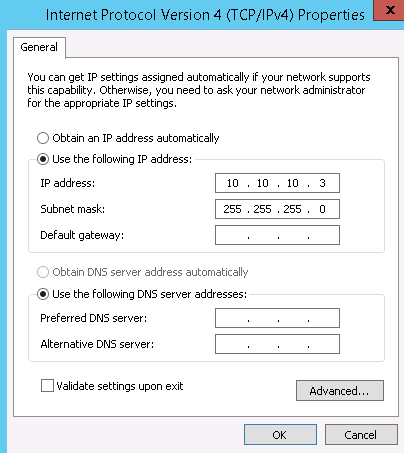 Internet Protocol Version 4 (TCP/IPv4) Properties
x
General
You can get IP settings assigned automatically if your network supports
this capability. Otherwise, you need to ask your network administrator
for the appropriate IP settings.
Obtain an IP address automatically
Use the following IP address:
IP address: 10 . 10 . 10 . 3
Subnet mask: 255 . 255 . 255 . 0
Default gateway: . . .
Obtain DNS server address automatically
Use the following DNS server addresses:
Preferred DNS server: . . .
Alternative DNS server: . . .
Validate settings upon exit
Advanced...
OK Cancel